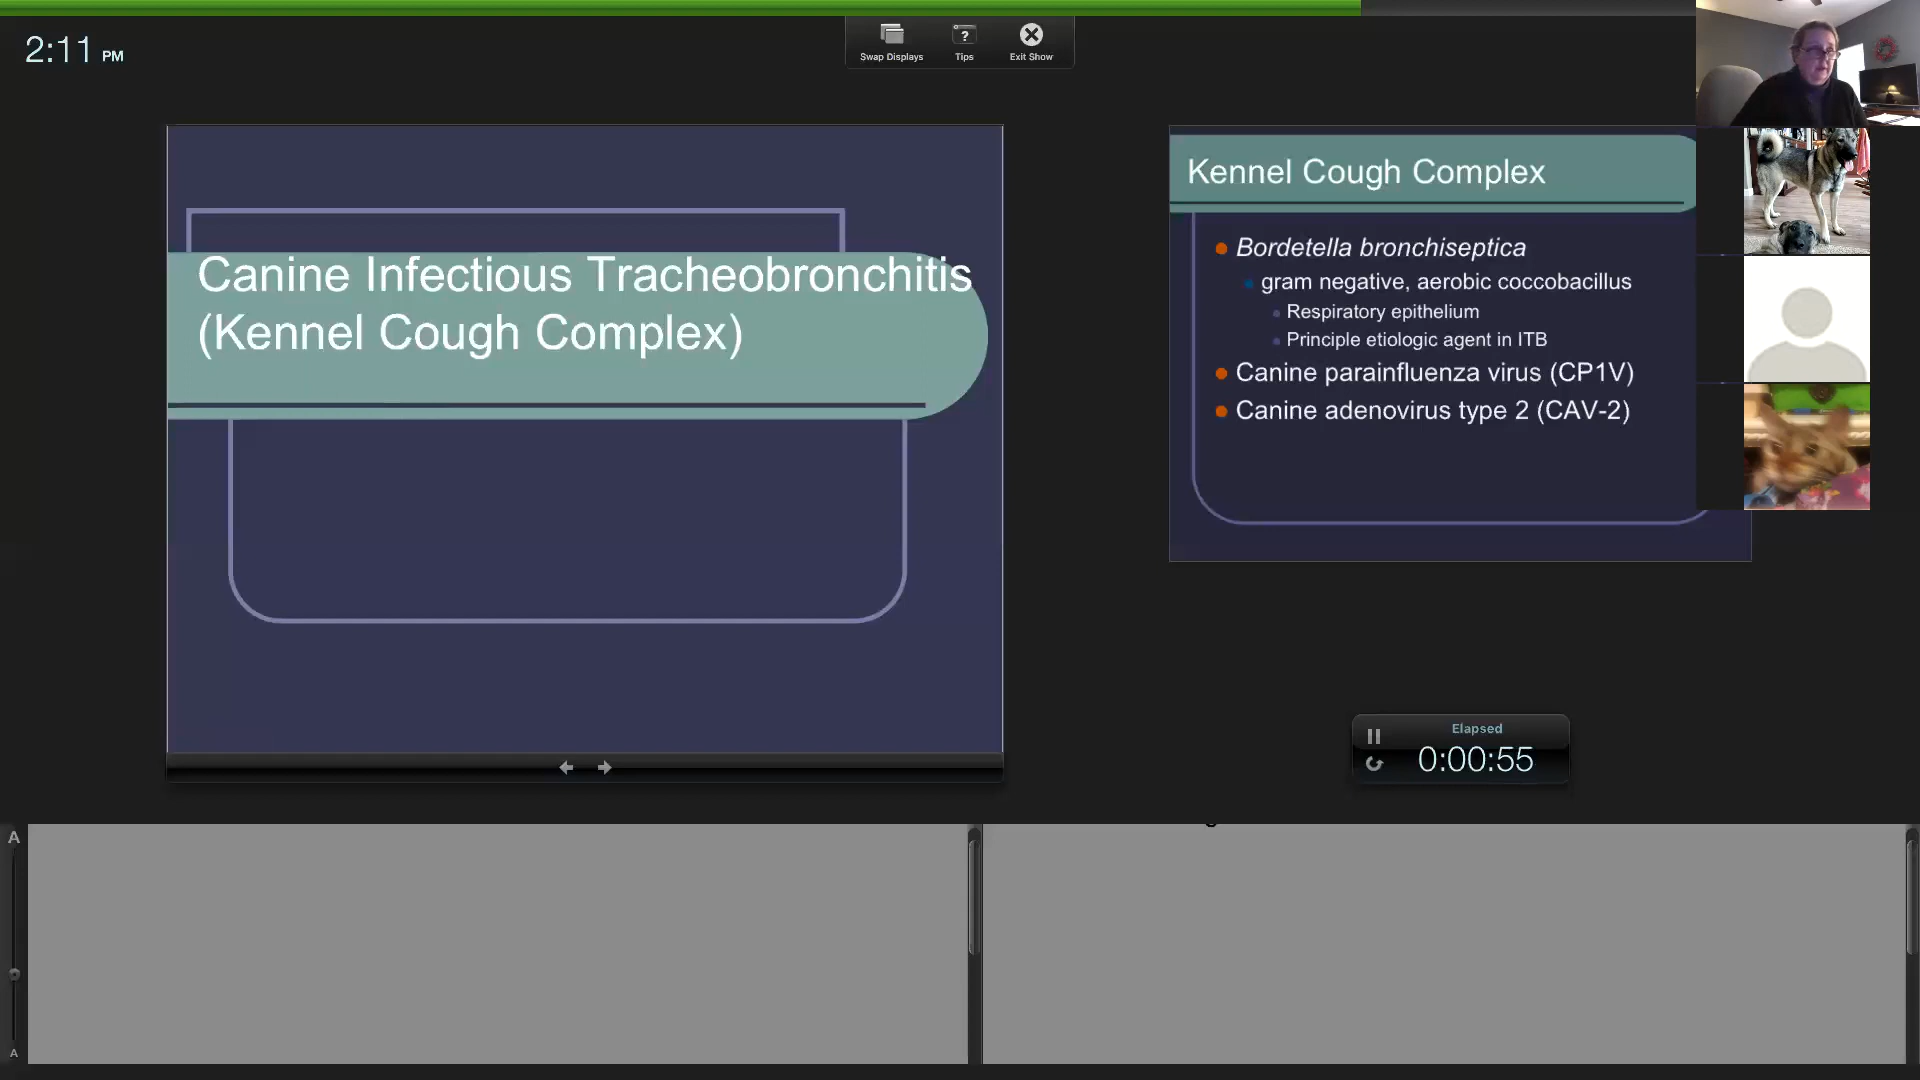 2:11 PM
Swap Displays
Tips
Exit Show
Canine Infectious Tracheobronchitis
(Kennel Cough Complex)
Kennel Cough Complex
Bordetella bronchiseptica
gram negative, aerobic coccobacillus
Respiratory epithelium
Principle etiologic agent in ITB
Canine parainfluenza virus (CP1V)
Canine adenovirus type 2 (CAV-2)
Elapsed
0:00:55
A
A